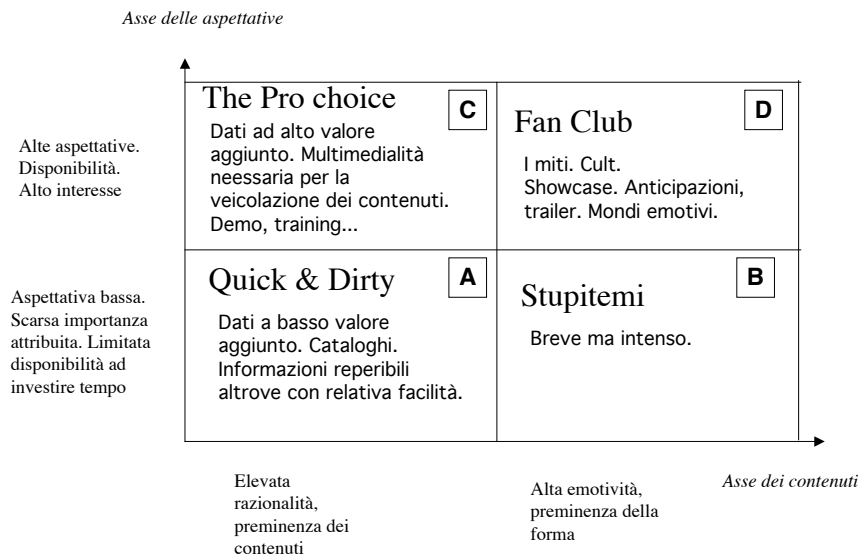 Asse delle aspettative
Alte aspettative.
Disponibilità.
Alto interesse
The Pro choice
C
Dati ad alto valore
aggiunto. Multimedialità
necessaria per la
veicolazione dei contenuti.
Demo, training...
Fan Club
D
I miti. Cult.
Showcase. Anticipazioni,
trailer. Mondi emotivi.
Aspettativa bassa.
Scarsa importanza
attribuita. Limitata
disponibilità ad
investire tempo
Quick & Dirty
A
Dati a basso valore
aggiunto. Cataloghi.
Informazioni reperibili
altrove con relativa facilità.
Stupitemi
B
Breve ma intenso.
Elevata
razionalità,
preminenza dei
contenuti
Alta emotività,
preminenza della
forma
Asse dei contenuti